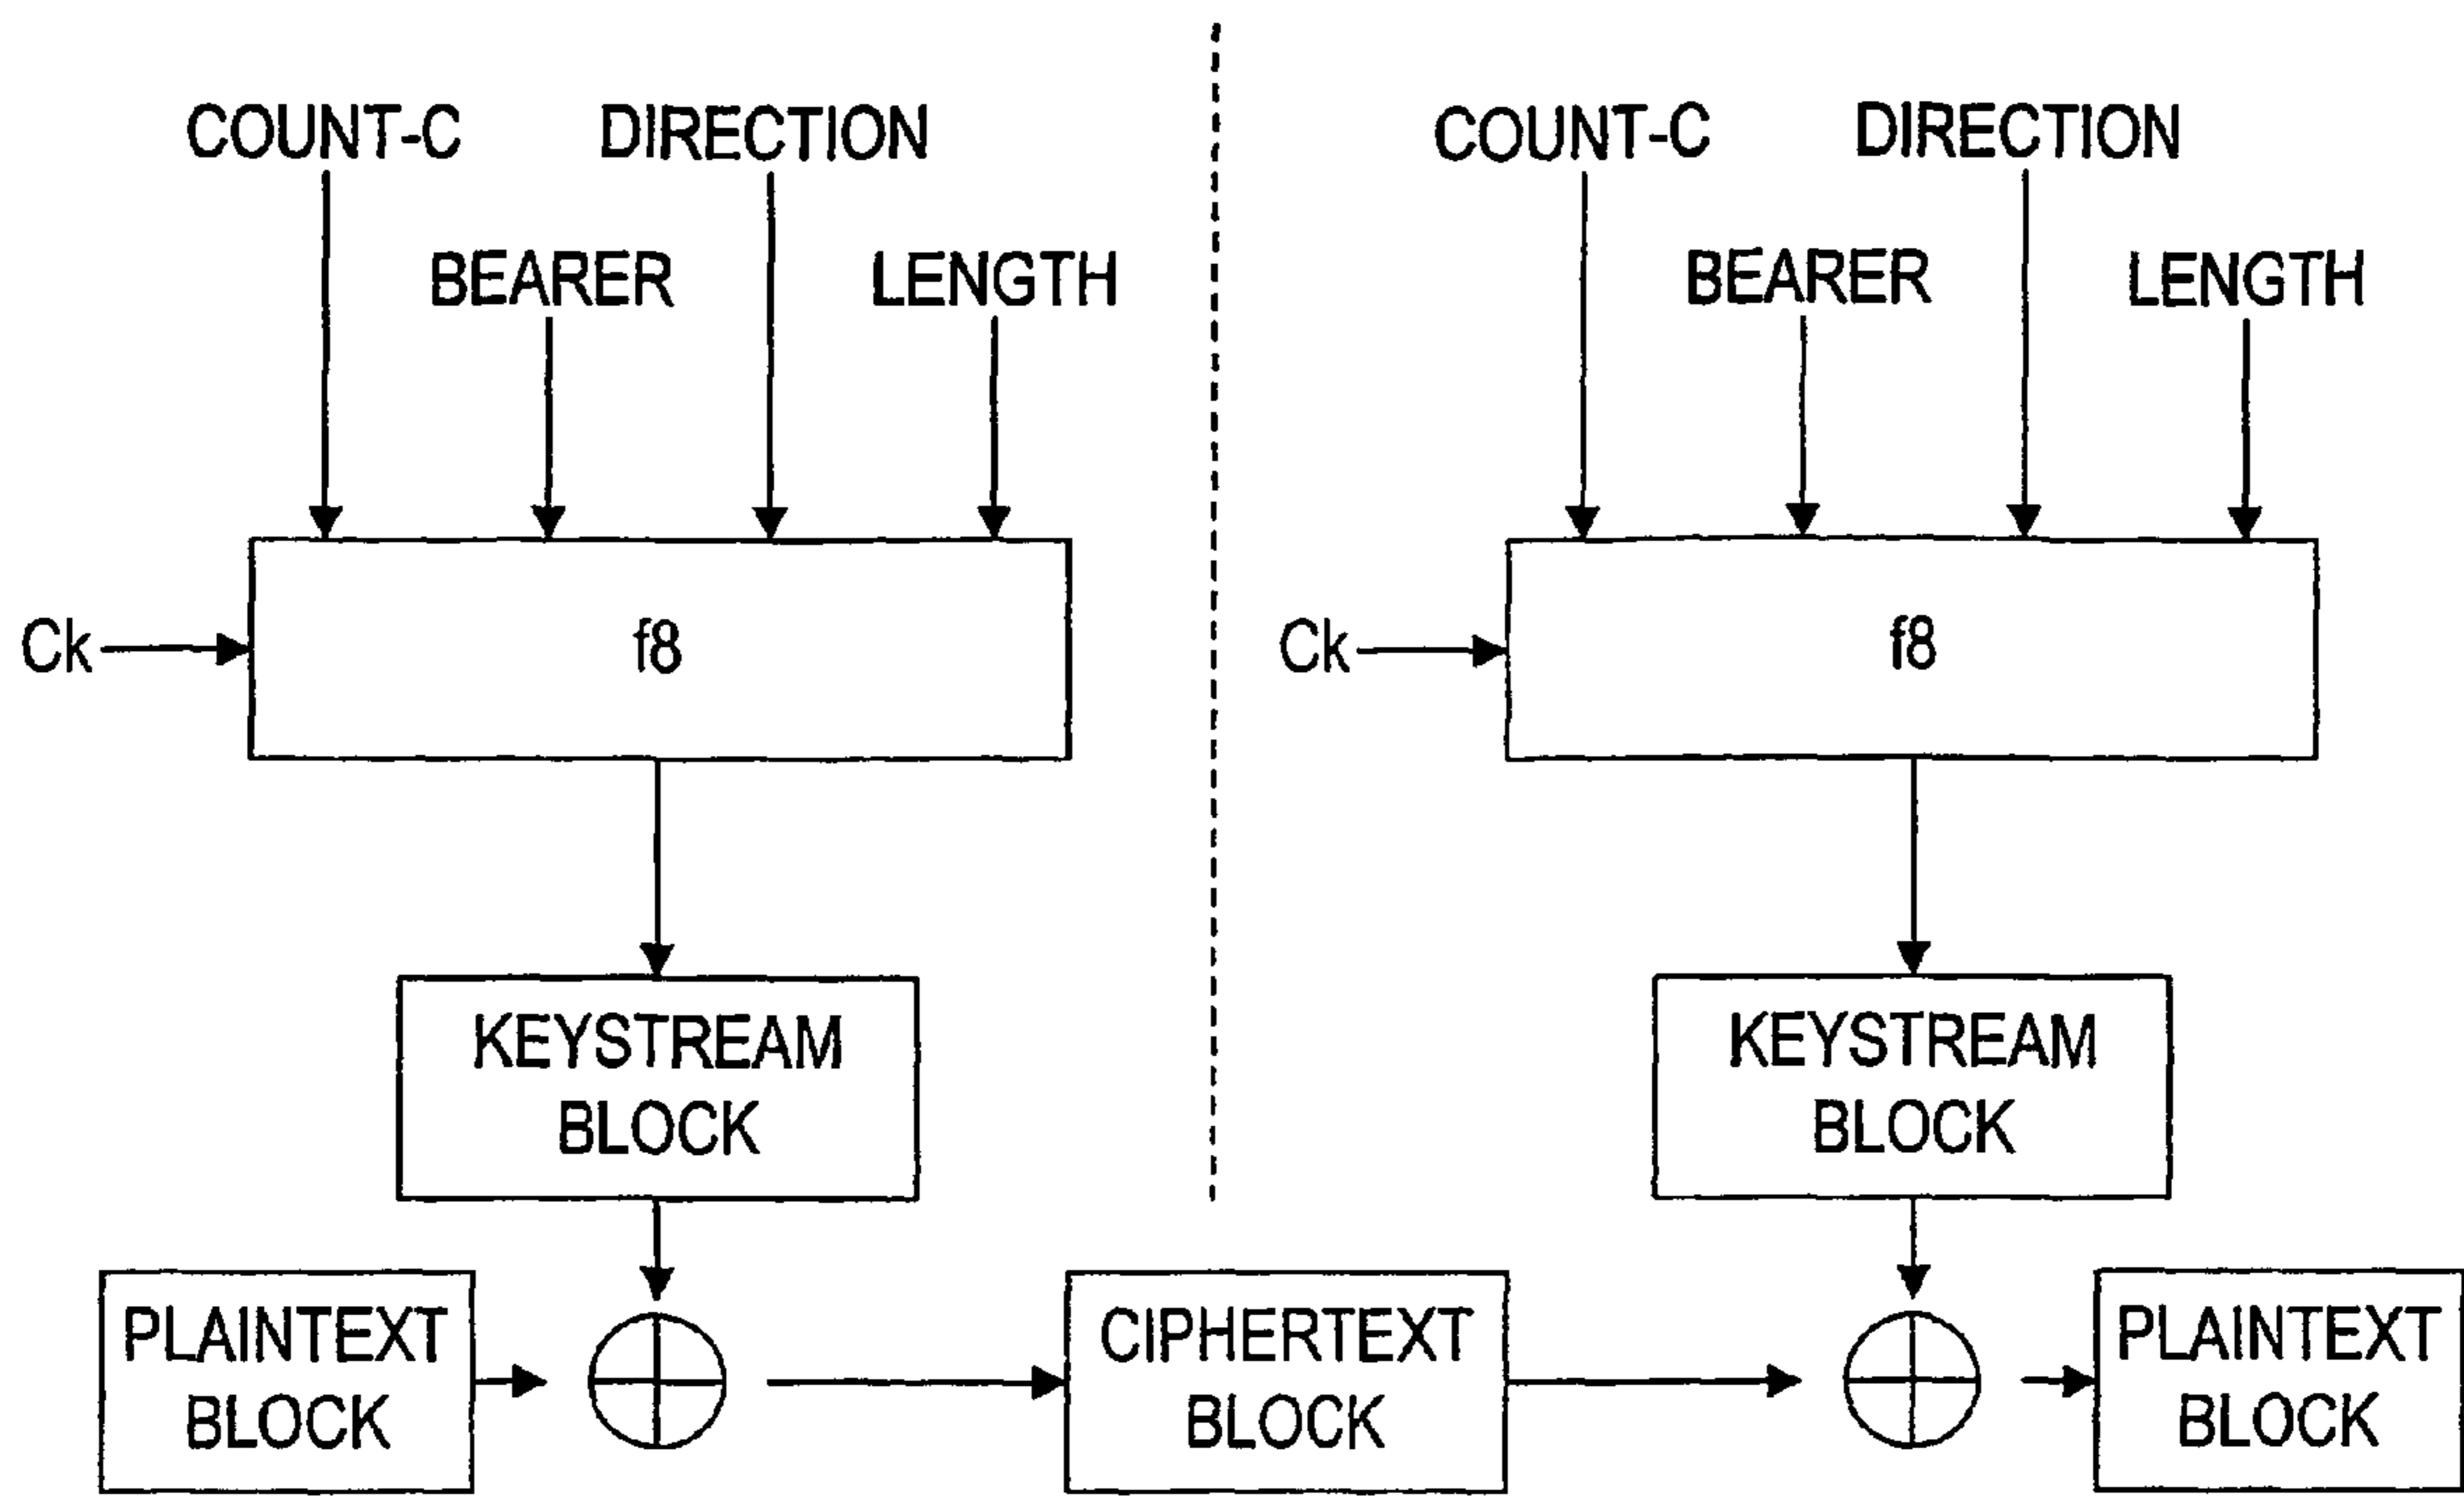 COUNT-C DIRECTION
BEARER LENGTH
Ck f8
KEYSTREAM
BLOCK
PLAINTEXT
BLOCK
CIPHERTEXT
BLOCK
COUNT-C DIRECTION
BEARER LENGTH
Ck f8
KEYSTREAM
BLOCK
PLAINTEXT
BLOCK